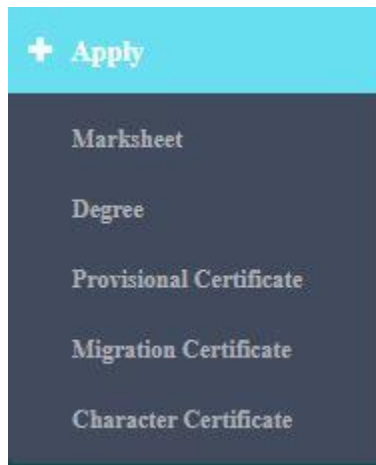 Apply
Marksheet
Degree
Provisional Certificate
Migration Certificate
Character Certificate